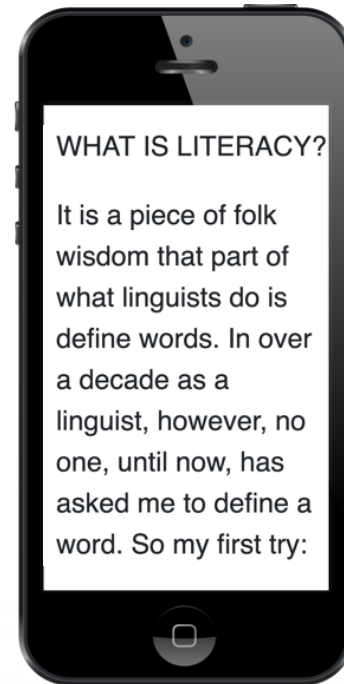 WHAT IS LITERACY?
It is a piece of folk
wisdom that part of
what linguists do is
define words. In over
a decade as a
linguist, however, no
one, until now, has
asked me to define a
word. So my first try: